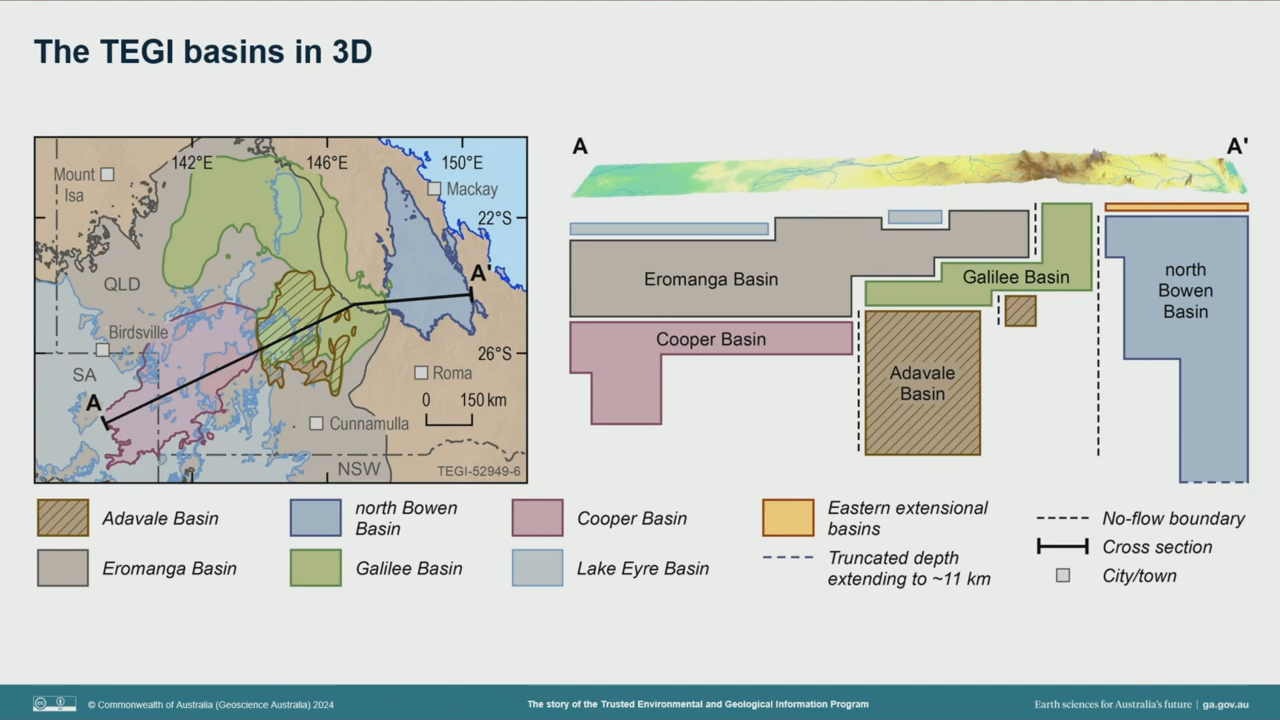 The TEGI basins in 3D
142°E
146°E
150°E
Mount
Isa
Mackay
22°S
A'
QLD
Birdsville
26°S
SA
Roma
A
0
150 km
Cunnamulla
NSW
TEGI-52949-6
A
A'
Eromanga Basin
Galilee Basin
north
Bowen
Basin
Cooper Basin
Adavale
Basin
Adavale Basin
north Bowen
Basin
Cooper Basin
Eastern extensional
basins
No-flow boundary
Eromanga Basin
Galilee Basin
Lake Eyre Basin
Truncated depth
extending to ~11 km
Cross section
City/town
© Commonwealth of Australia (Geoscience Australia) 2024
The story of the Trusted Environmental and Geological Information Program
Earth sciences for Australia's future | ga.gov.au